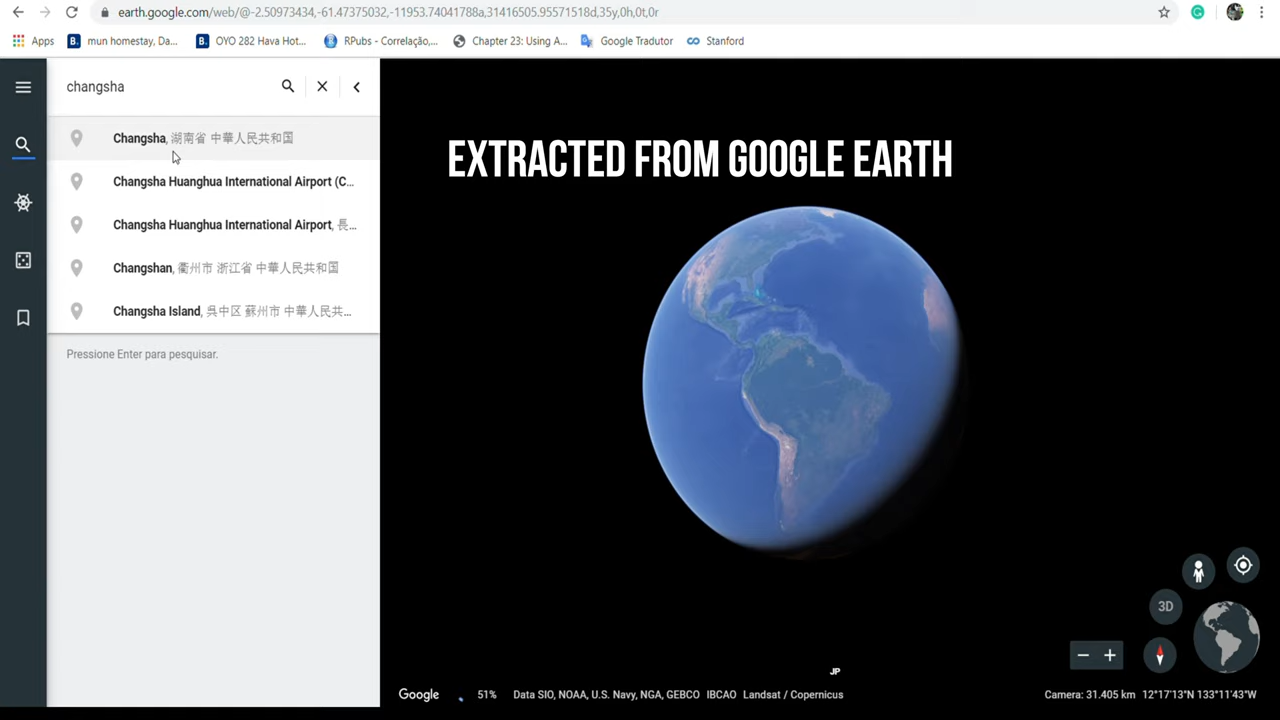 earth.google.com/web/@-2.50973434,-61.47375032,-11953.74041788a,31416505.95571518d,35y,0h,0t,0r
Apps
B. mun homestay, Da...
B. OYO 282 Hava Hot...
RPubs - Correlação,...
Chapter 23: Using A...
Google Tradutor
Stanford
changsha
Changsha, 湖南省 中華人民共和国
Changsha Huanghua International Airport (C...
Changsha Huanghua International Airport, 長...
Changshan, 衢州市 浙江省 中華人民共和国
Changsha Island, 呉中区 蘇州市 中華人民共...
Pressione Enter para pesquisar.
EXTRACTED FROM GOOGLE EARTH
3D
JP
Google
51%
Data SIO, NOAA, U.S. Navy, NGA, GEBCO IBCAO Landsat / Copernicus
Camera: 31.405 km 12°17'13"N 133°11'43"W